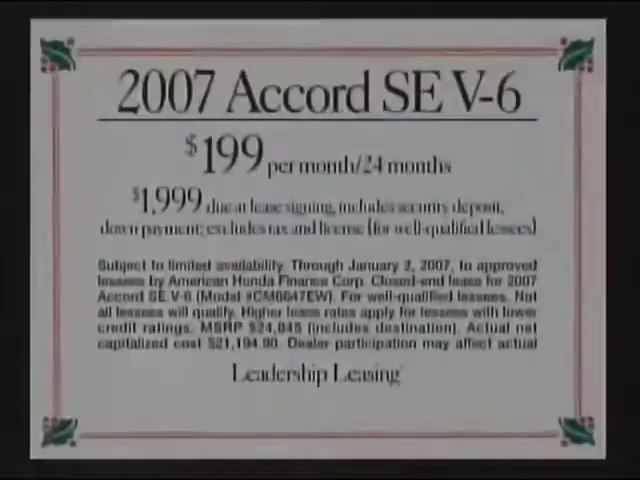 2007 Accord SE V-6
$199 per month/24 months
$1,999 due at lease signing, includes security deposit,
down payment; excludes tax and license (for well-qualified lessees)
Subject to limited availability. Through January 2, 2007, to approved
lessees by American Honda Finance Corp. Closed-end lease for 2007
Accord SE V-6 (Model #CM6647EW). For well-qualified lessees. Not
all lessees will qualify. Higher lease rates apply for lessees with lower
credit ratings. MSRP $24,845 (includes destination). Actual net
capitalized cost $21,194.90. Dealer participation may affect actual
Leadership Leasing